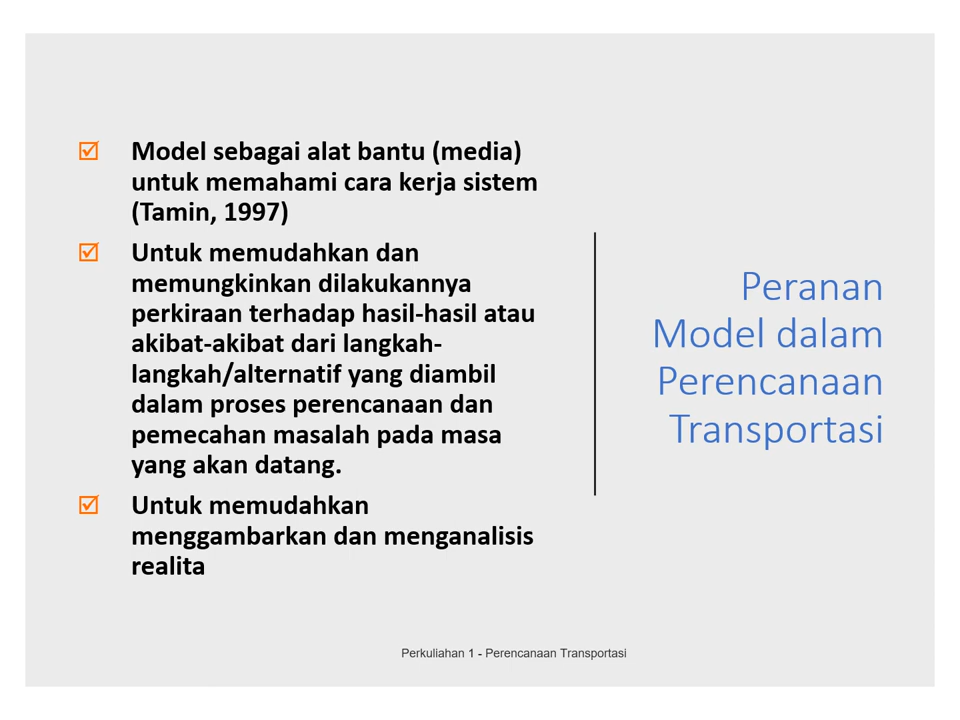 Model sebagai alat bantu (media)
untuk memahami cara kerja sistem
(Tamin, 1997)
Untuk memudahkan dan
memungkinkan dilakukannya
perkiraan terhadap hasil-hasil atau
akibat-akibat dari langkah-
langkah/alternatif yang diambil
dalam proses perencanaan dan
pemecahan masalah pada masa
yang akan datang.
Untuk memudahkan
menggambarkan dan menganalisis
realita
Peranan
Model dalam
Perencanaan
Transportasi
Perkuliahan 1 - Perencanaan Transportasi